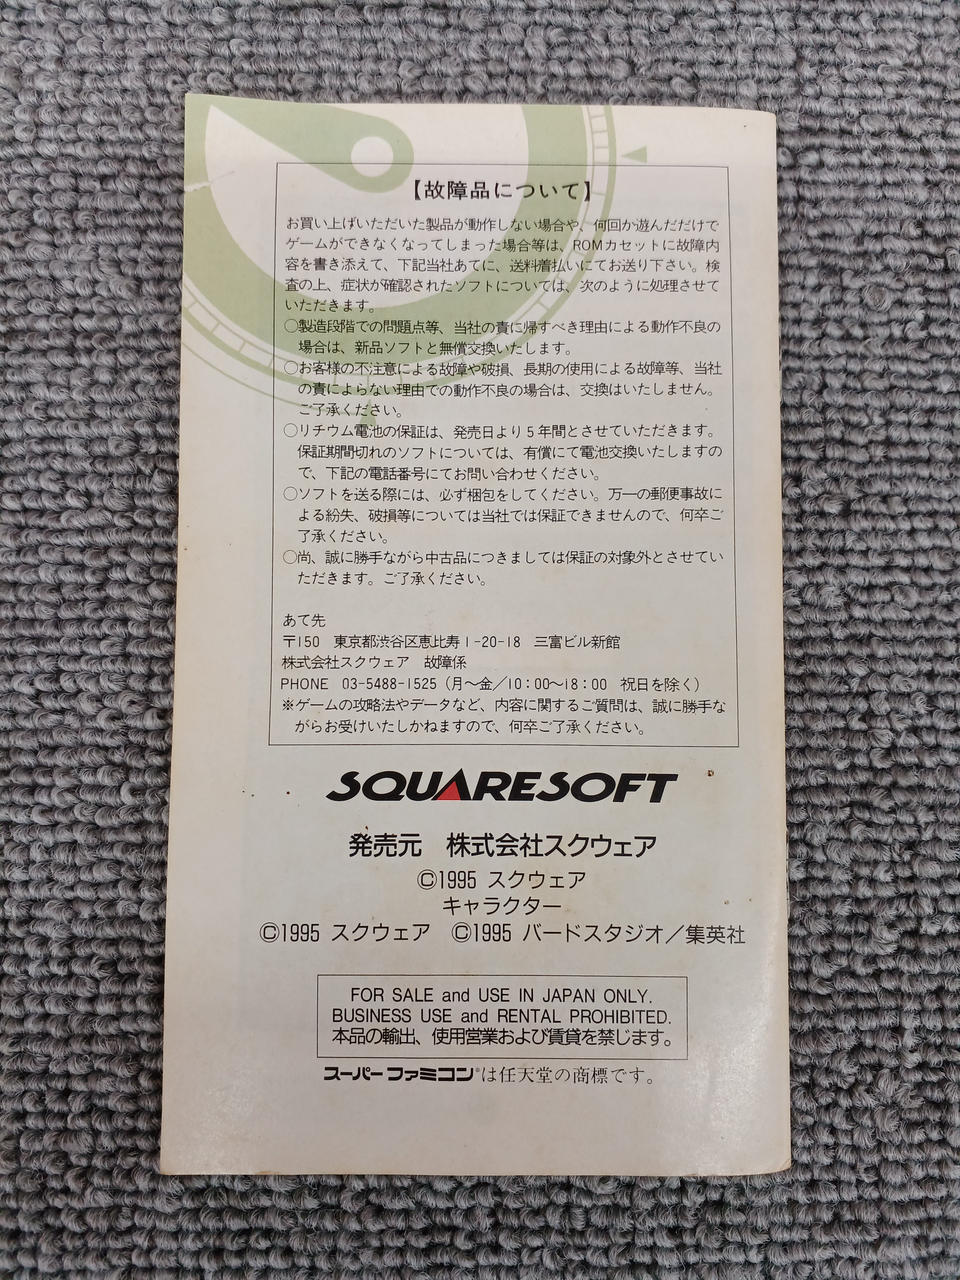 【故障品について】
お買い上げいただいた製品が動作しない場合や、何回か遊んだだけで
ゲームができなくなってしまった場合等は、ROMカセットに故障内
容を書き添えて、下記当社あてに、送料着払いにてお送り下さい。検
査の上、症状が確認されたソフトについては、次のように処理させて
いただきます。
○製造段階での問題点等、当社の責に帰すべき理由による動作不良の
場合は、新品ソフトと無償交換いたします。
○お客様の不注意による故障や破損、長期の使用による故障等、当社
の責によらない理由での動作不良の場合は、交換はいたしません。
ご了承ください。
○リチウム電池の保証は、発売日より5年間とさせていただきます。
保証期間切れのソフトについては、有償にて電池交換いたしますの
で、下記の電話番号にてお問い合わせください。
○ソフトを送る際には、必ず梱包をしてください。万一の郵便事故に
よる紛失、破損等については当社では保証できませんので、何卒ご
了承ください。
○尚、誠に勝手ながら中古品につきましては保証の対象外とさせてい
ただきます。ご了承ください。
あて先
〒150 東京都渋谷区恵比寿1-20-18 三富ビル新館
株式会社スクウェア 故障係
PHONE 03-5488-1525（月〜金／10：00〜18：00 祝日を除く）
※ゲームの攻略法やデータなど、内容に関するご質問は、誠に勝手な
がらお受けいたしかねますので、何卒ご了承ください。
SQUARESOFT
発売元 株式会社スクウェア
©1995 スクウェア
キャラクター
©1995 スクウェア ©1995 バードスタジオ／集英社
FOR SALE and USE IN JAPAN ONLY.
BUSINESS USE and RENTAL PROHIBITED.
本品の輸出、使用営業および賃貸を禁じます。
スーパーファミコン®は任天堂の商標です。